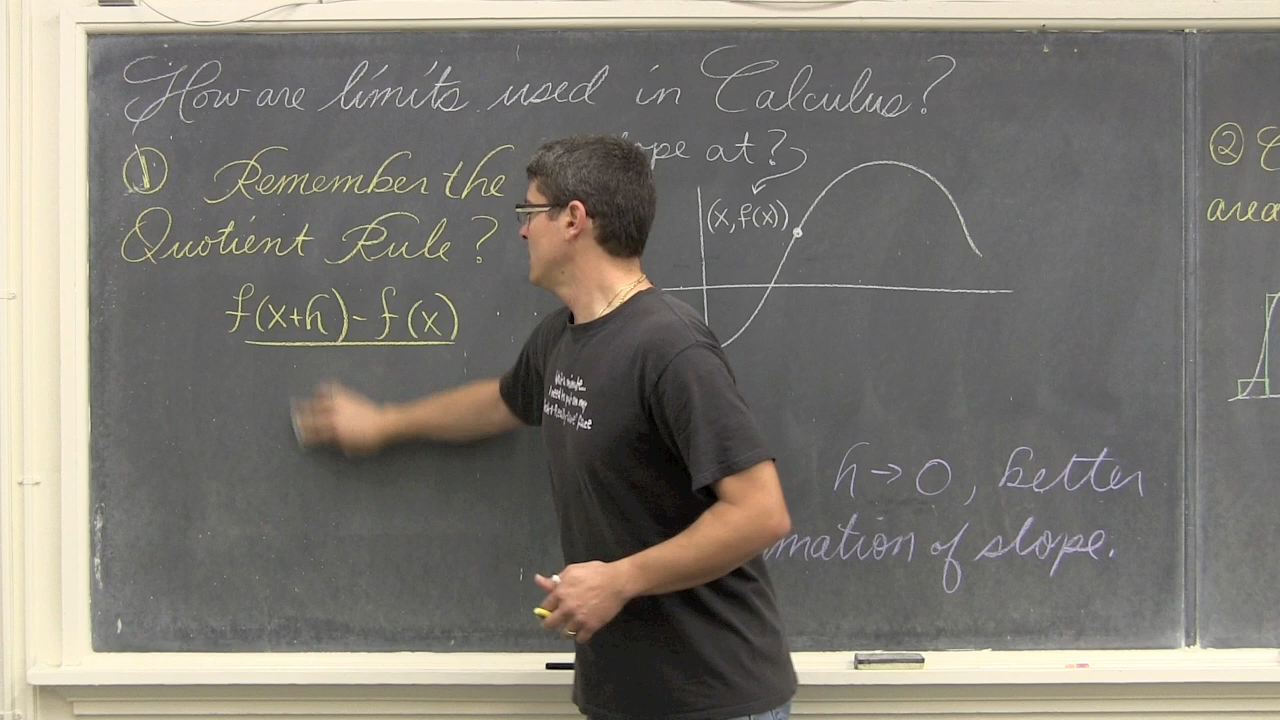 How are limits used in Calculus?
① Remember the
Quotient Rule?
f(x+h) - f(x)
slope at?
(x, f(x))
h → 0, better
mation of slope.
②
area